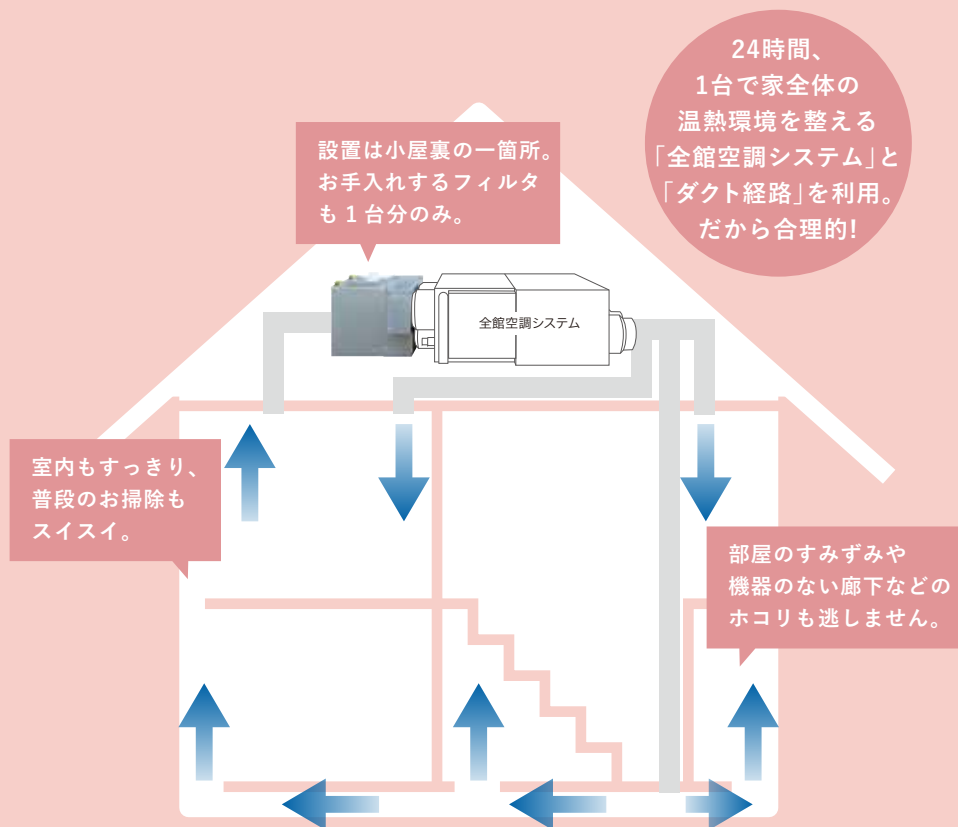 24時間、
1台で家全体の
温熱環境を整える
「全館空調システム」と
「ダクト経路」を利用。
だから合理的!
設置は小屋裏の一箇所。
お手入れするフィルタ
も1台分のみ。
全館空調システム
室内もすっきり、
普段のお掃除も
スイスイ。
部屋のすみずみや
機器のない廊下などの
ホコリも逃しません。